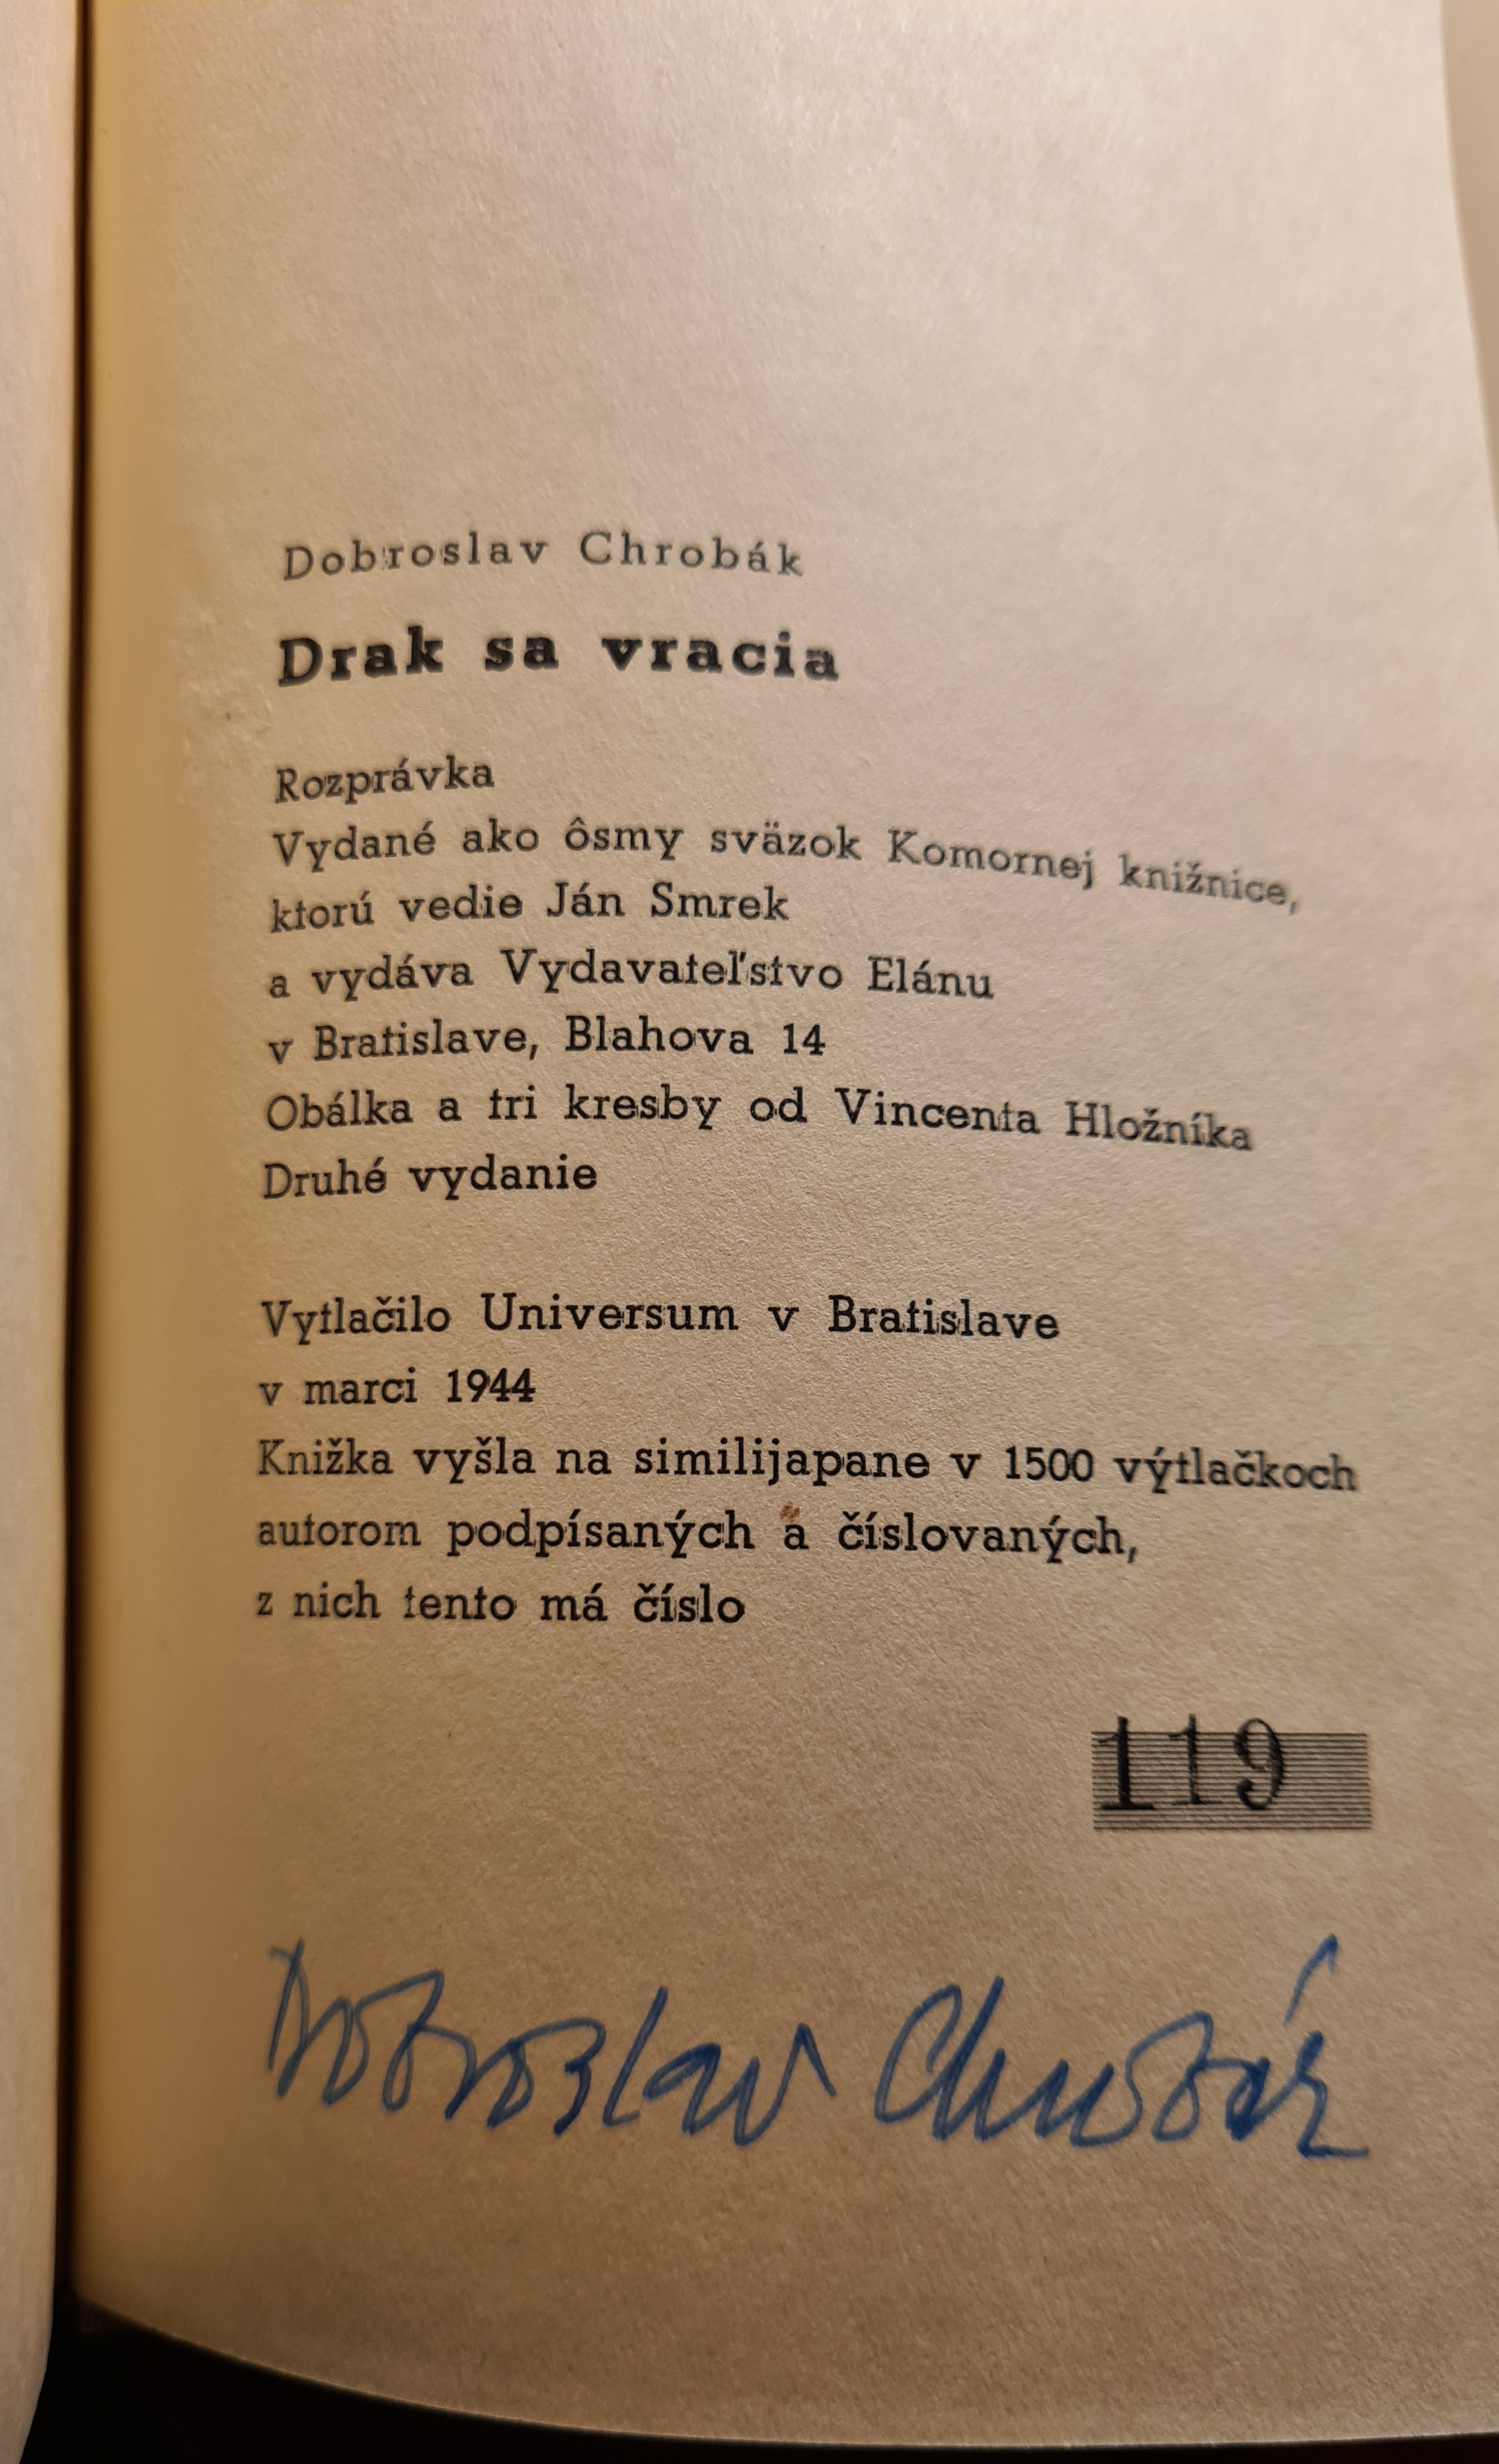 Dobroslav Chrobák
Drak sa vracia
Rozprávka
Vydané ako ôsmy sväzok Komornej knižnice,
ktorú vedie Ján Smrek
a vydáva Vydavateľstvo Elánu
v Bratislave, Blahova 14
Obálka a tri kresby od Vincenta Hložníka
Druhé vydanie
Vytlačilo Universum v Bratislave
v marci 1944
Knižka vyšla na similijapane v 1500 výtlačkoch
autorom podpísaných a číslovaných,
z nich tento má číslo
119
Dobroslav Chrobák